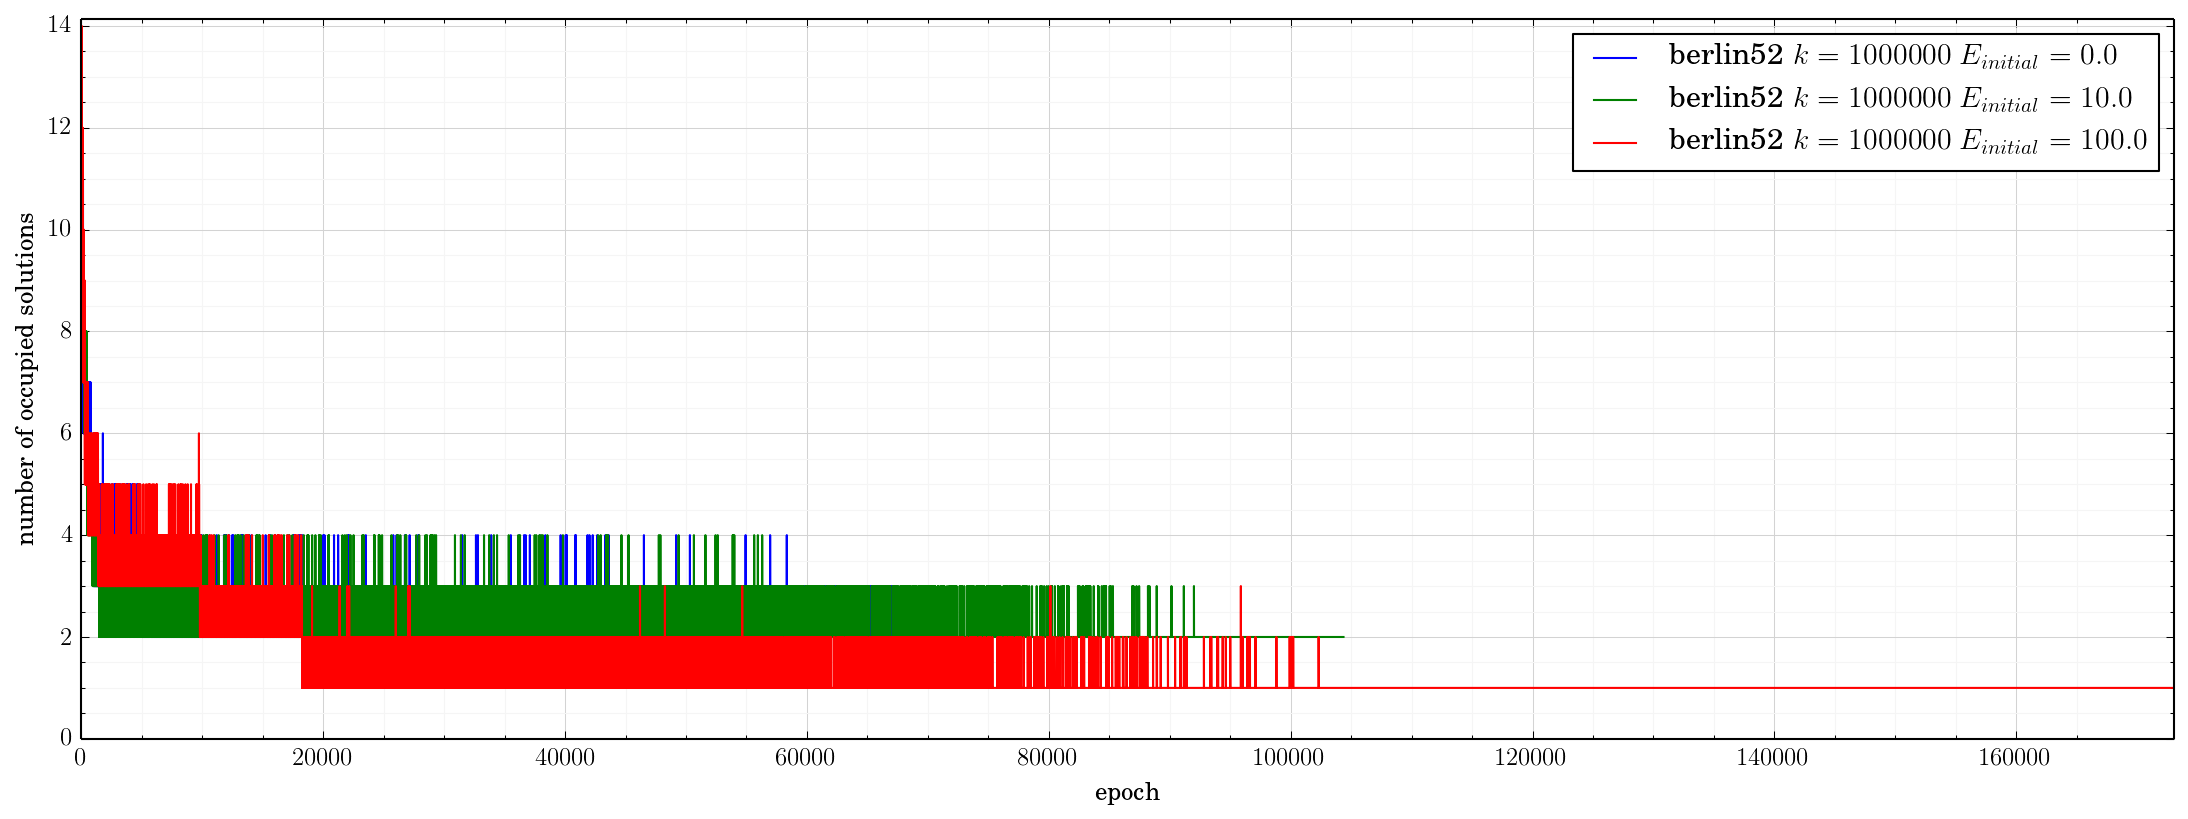 14
12
10
8
6
4
2
0
number of occupied solutions
berlin52 k = 1000000 E_initial = 0.0
berlin52 k = 1000000 E_initial = 10.0
berlin52 k = 1000000 E_initial = 100.0
0 20000 40000 60000 80000 100000 120000 140000 160000
epoch